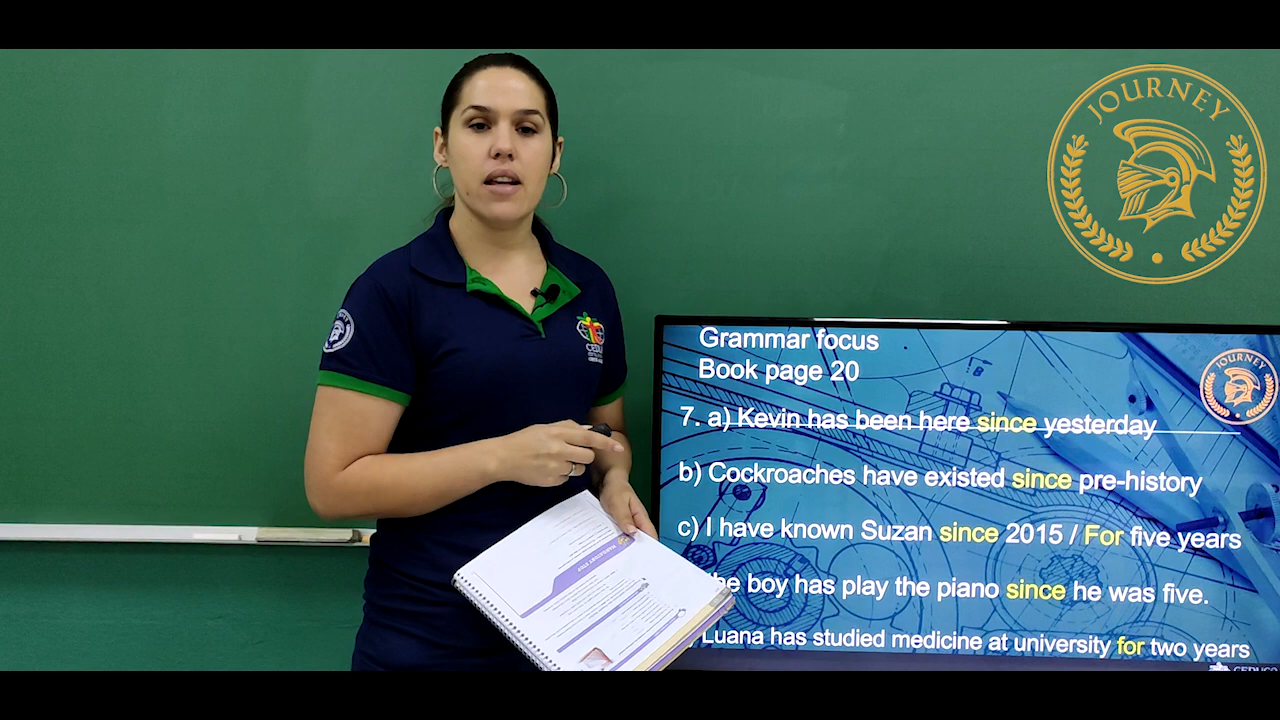 JOURNEY
Grammar focus
Book page 20
JOURNEY
7. a) Kevin has been here since yesterday
b) Cockroaches have existed since pre-history
c) I have known Suzan since 2015 / For five years
boy has play the piano since he was five.
Luana has studied medicine at university for two years